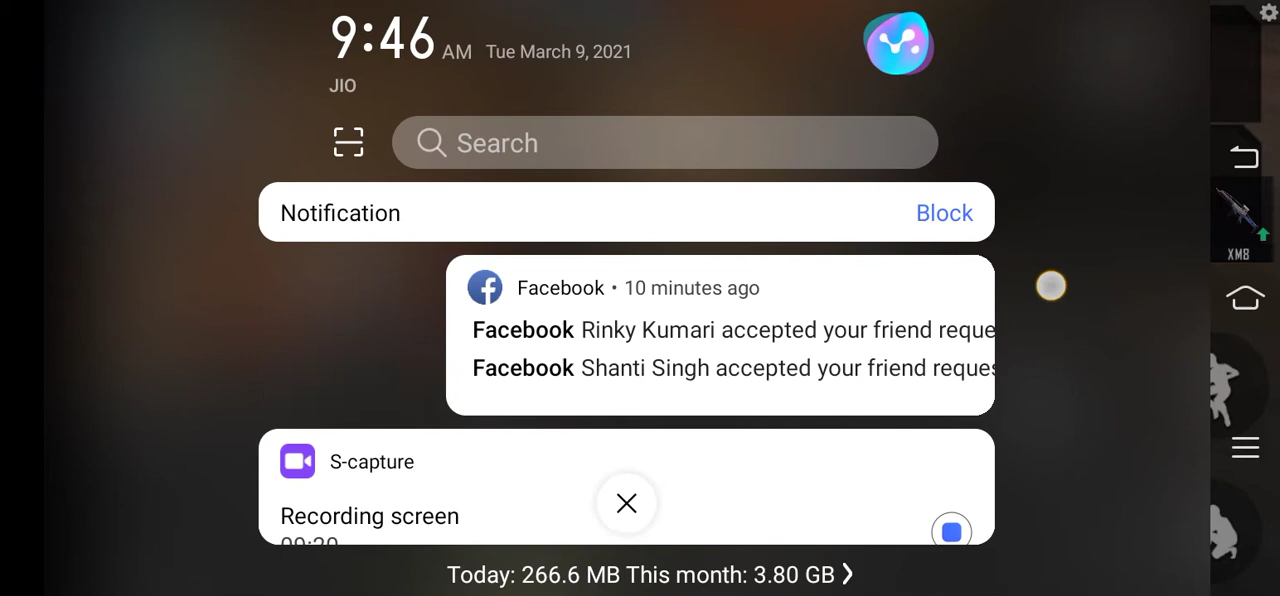 9:46 AM Tue March 9, 2021
JIO
Search
Notification Block
Facebook • 10 minutes ago
Facebook Rinky Kumari accepted your friend reque
Facebook Shanti Singh accepted your friend reques
S-capture
Recording screen
Today: 266.6 MB This month: 3.80 GB ❯
XM8